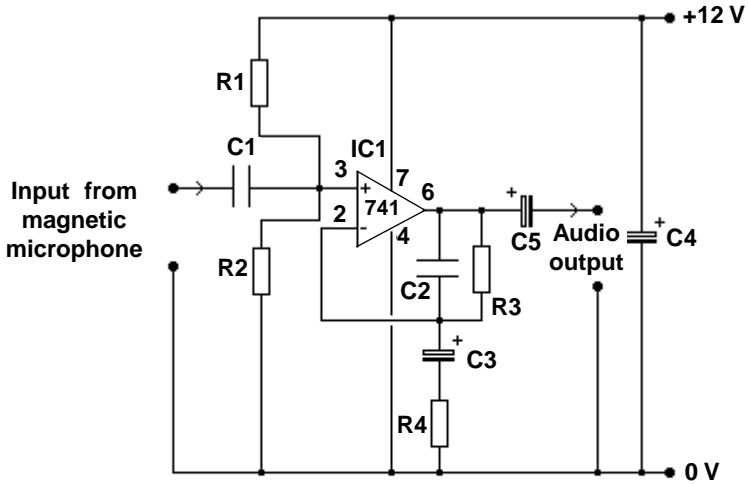 +12 V
R1
C1
IC1
3
7
6
+
741
2
-
4
Input from
magnetic
microphone
R2
+
C5
Audio
output
+
C4
C2
R3
+
C3
R4
0 V